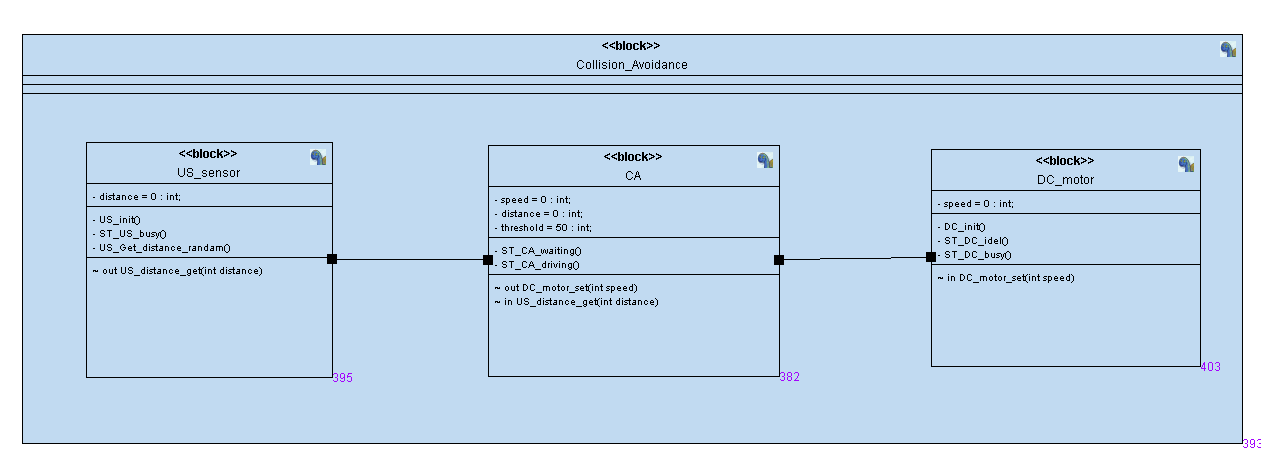 <<block>>
Collision_Avoidance
<<block>>
US_sensor
- distance = 0 : int;
- US_init()
- ST_US_busy()
- US_Get_distance_randam()
~ out US_distance_get(int distance)
395
<<block>>
CA
- speed = 0 : int;
- distance = 0 : int;
- threshold = 50 : int;
- ST_CA_waiting()
- ST_CA_driving()
~ out DC_motor_set(int speed)
~ in US_distance_get(int distance)
382
<<block>>
DC_motor
- speed = 0 : int;
- DC_init()
- ST_DC_idel()
- ST_DC_busy()
~ in DC_motor_set(int speed)
403
393